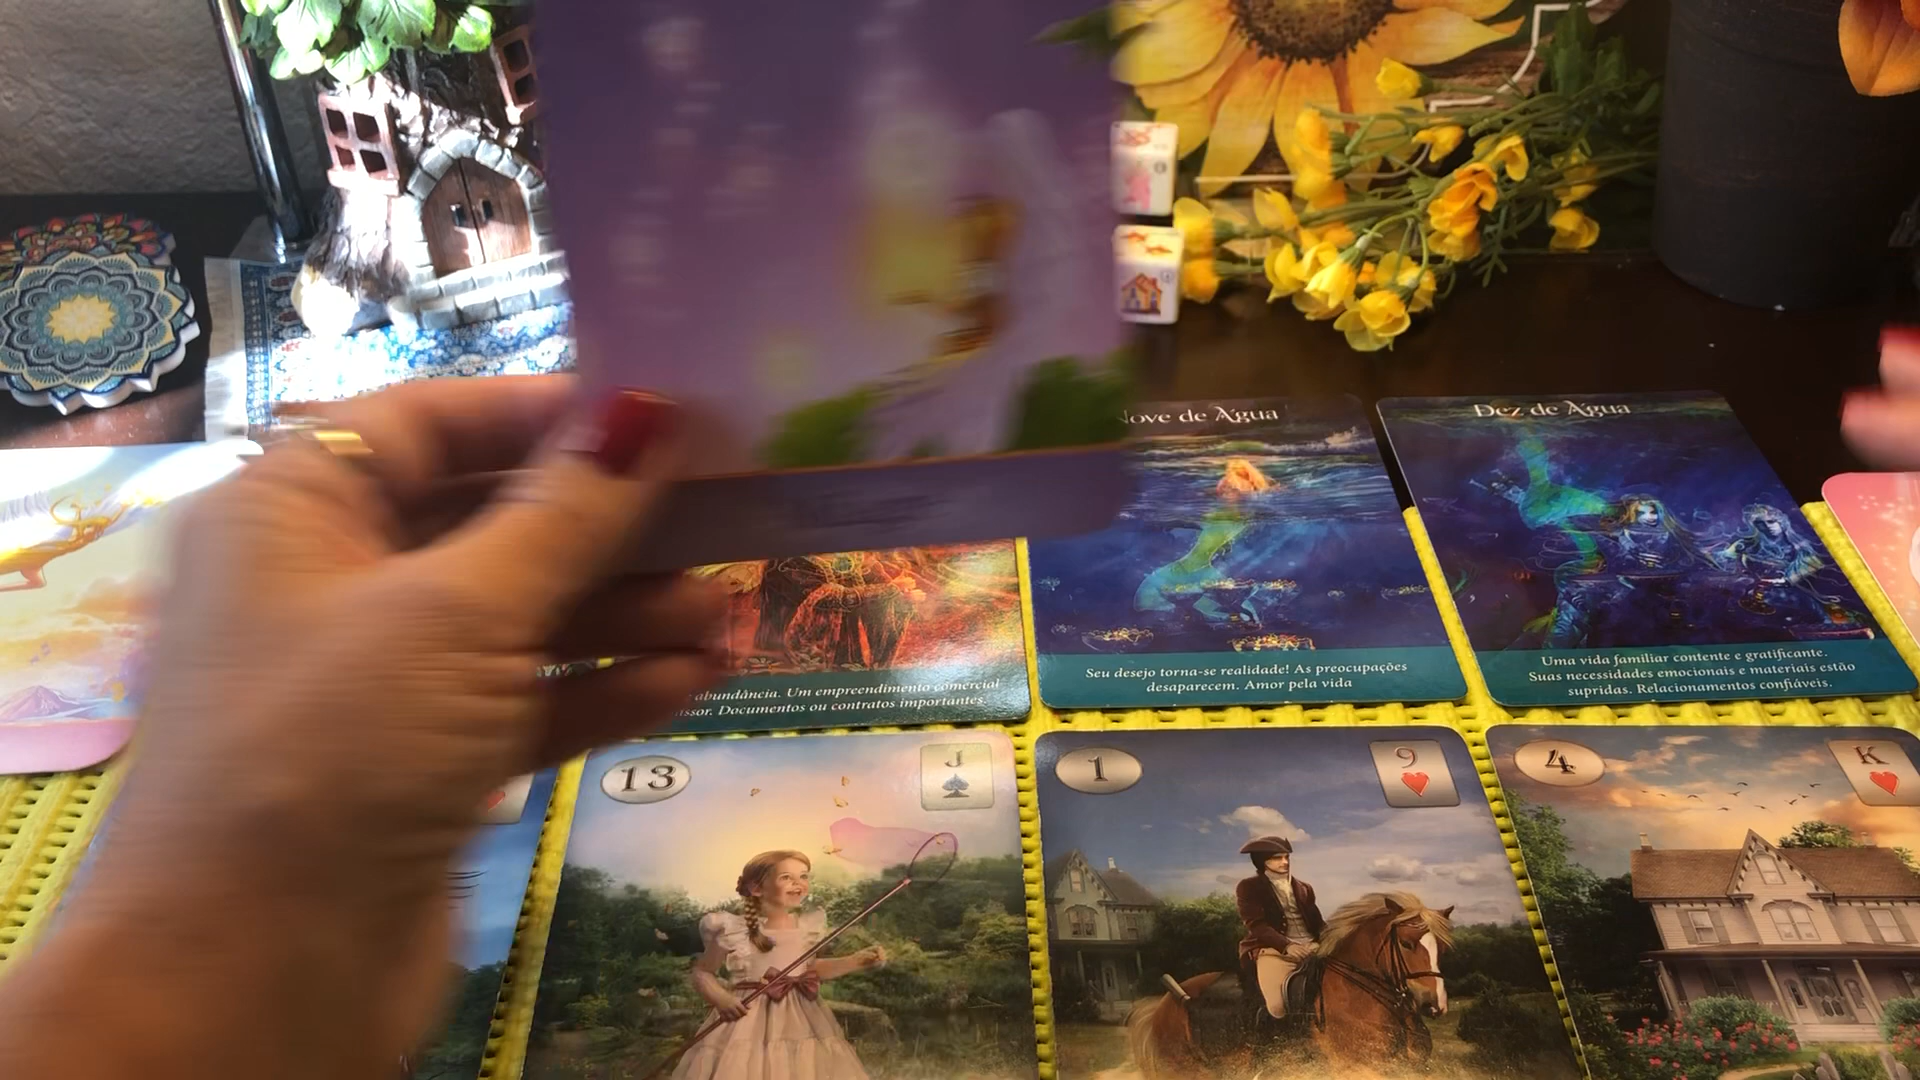 Nove de Água
Dez de Água
abundância. Um empreendimento comercial
Documentos ou contratos importantes.
Seu desejo torna-se realidade! As preocupações
desaparecem. Amor pela vida
Uma vida familiar contente e gratificante.
Suas necessidades emocionais e materiais estão
supridas. Relacionamentos confiáveis.
13
J
1
9
4
K